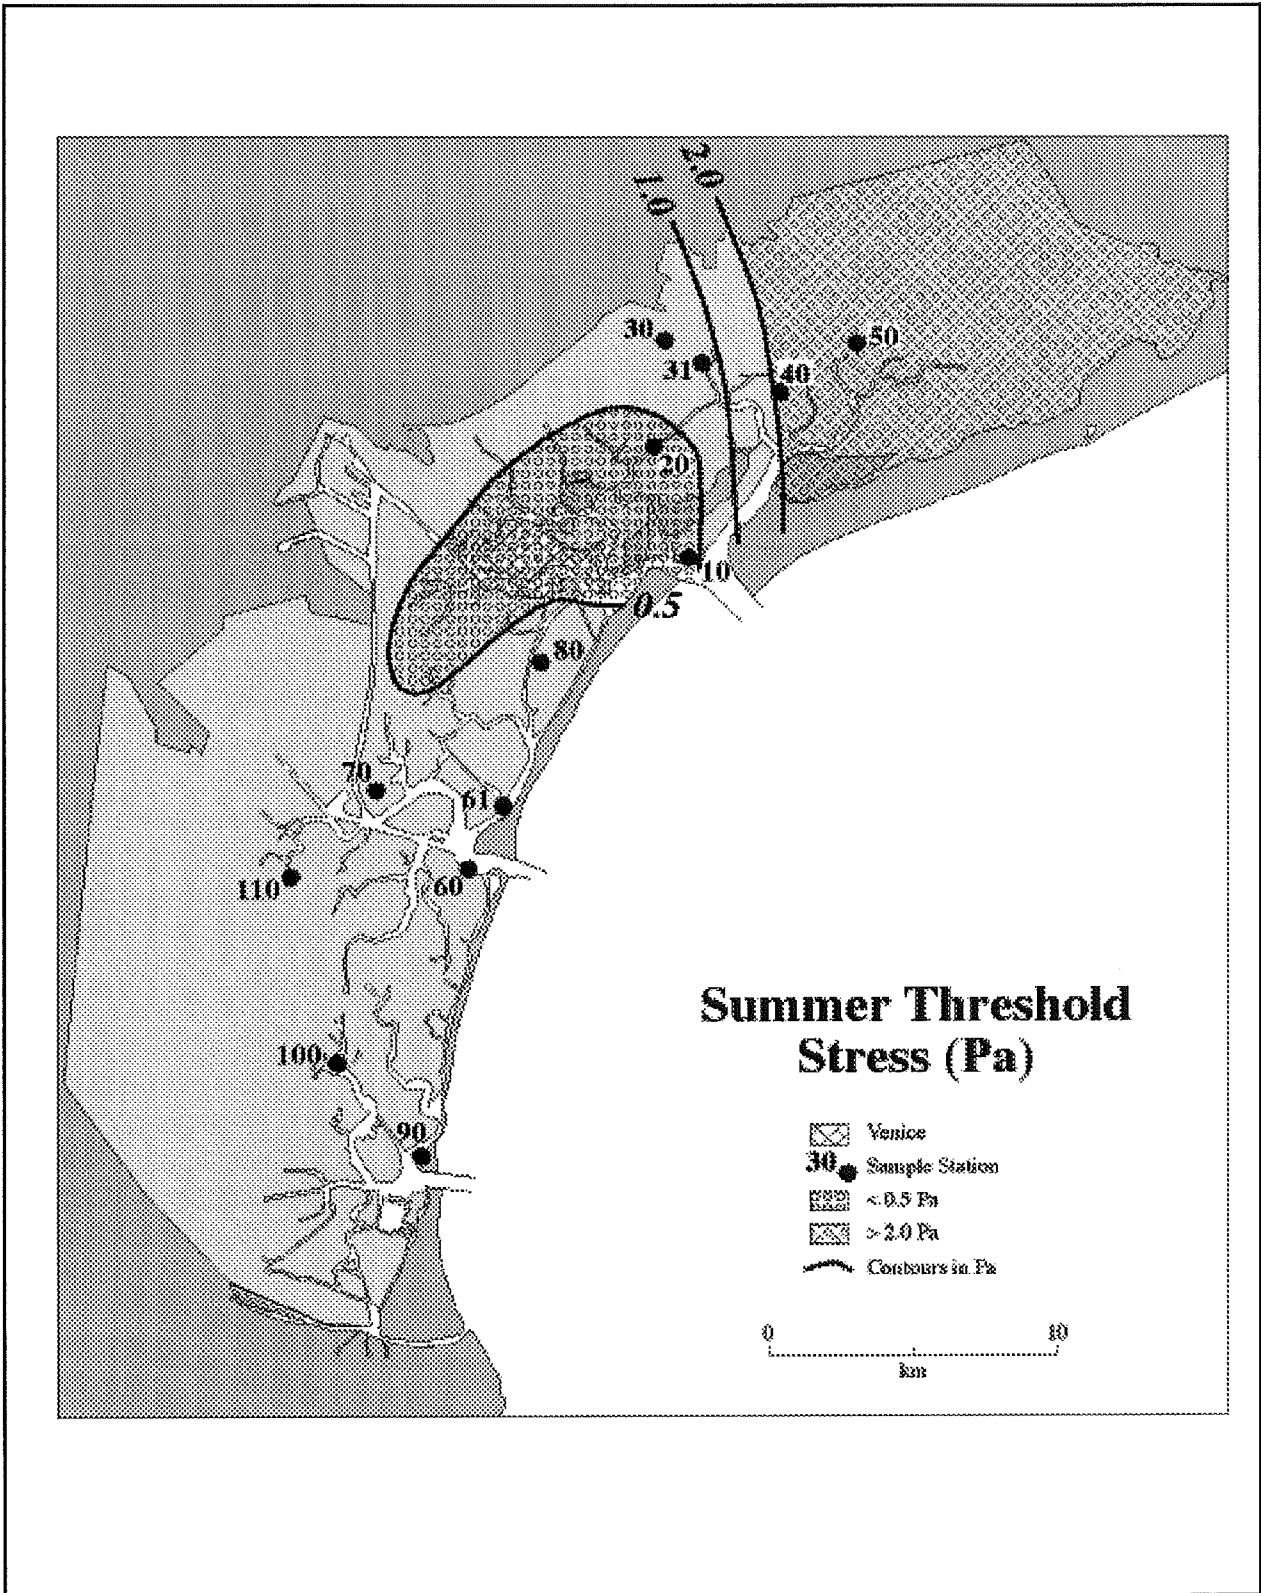 2.0
1.0
30
31
50
40
20
10
0.5
80
70
61
110
60
100
90
Summer Threshold
Stress (Pa)
Venice
30 Sample Station
< 0.5 Pa
> 2.0 Pa
Contours in Pa
0 10
km